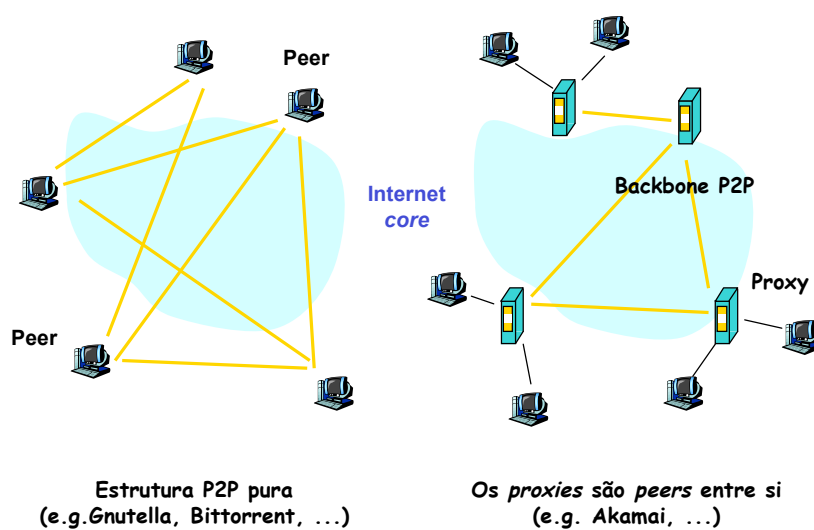 Peer
Peer
Internet
core
Peer
Estrutura P2P pura
(e.g.Gnutella, Bittorrent, ...)
Backbone P2P
Proxy
Os proxies são peers entre si
(e.g. Akamai, ...)